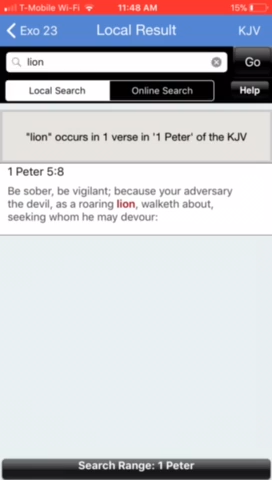 T-Mobile Wi-Fi 11:48 AM 15%
Exo 23 Local Result KJV
lion Go
Local Search Online Search Help
"lion" occurs in 1 verse in '1 Peter' of the KJV
1 Peter 5:8
Be sober, be vigilant; because your adversary
the devil, as a roaring lion, walketh about,
seeking whom he may devour:
Search Range: 1 Peter